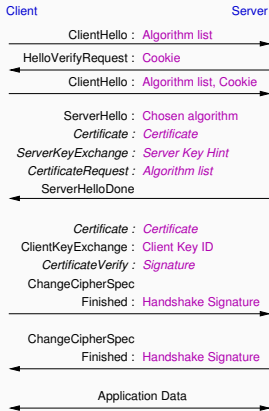 Client Server
ClientHello : Algorithm list
HelloVerifyRequest : Cookie
ClientHello : Algorithm list, Cookie
ServerHello : Chosen algorithm
Certificate : Certificate
ServerKeyExchange : Server Key Hint
CertificateRequest : Algorithm list
ServerHelloDone
Certificate : Certificate
ClientKeyExchange : Client Key ID
CertificateVerify : Signature
ChangeCipherSpec
Finished : Handshake Signature
ChangeCipherSpec
Finished : Handshake Signature
Application Data